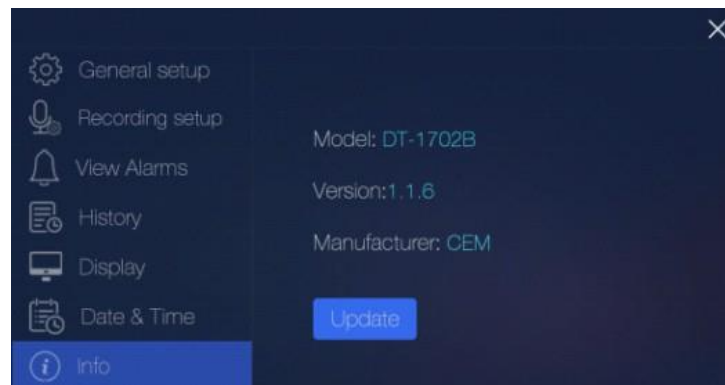 General setup
Recording setup
View Alarms
History
Display
Date & Time
Info
Model: DT-1702B
Version:1.1.6
Manufacturer: CEM
Update